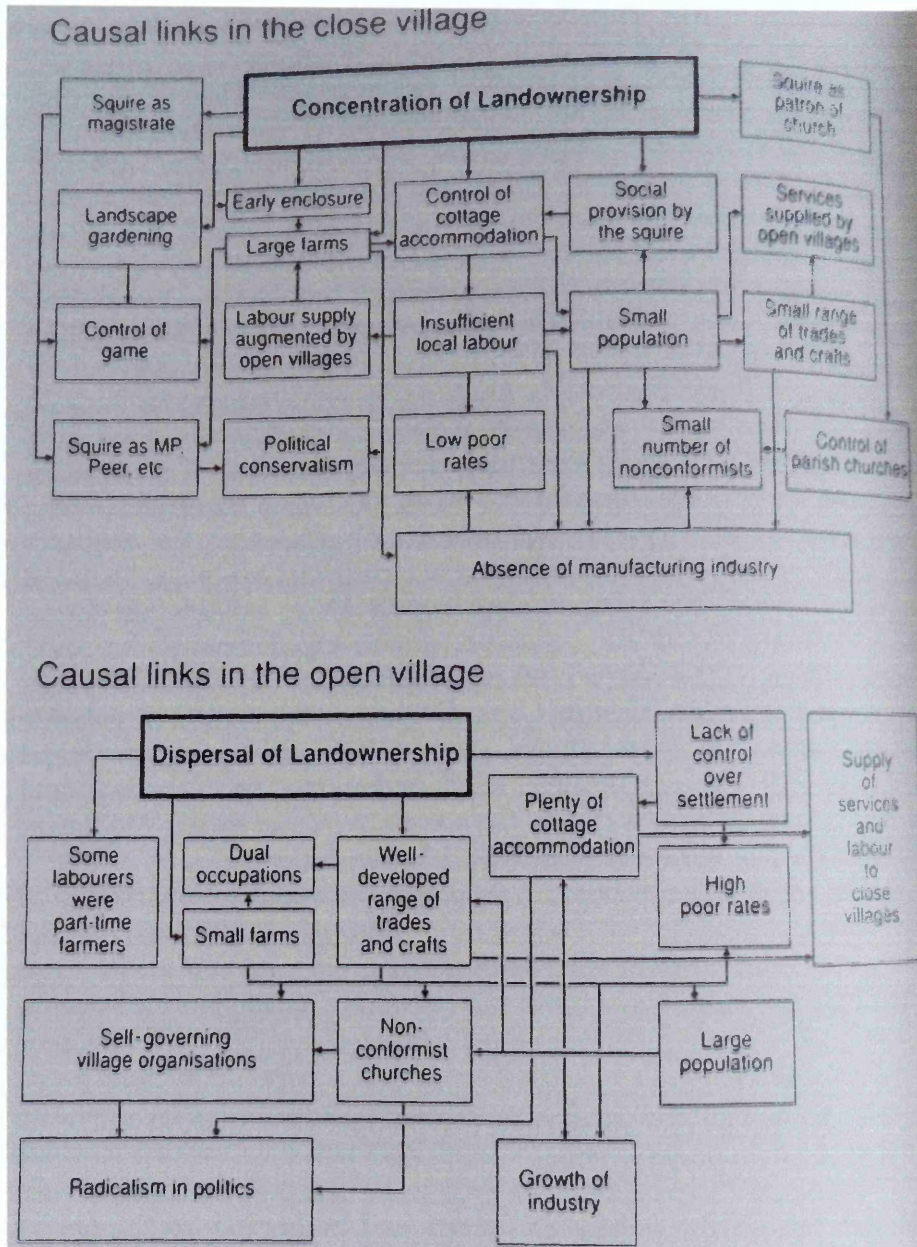 Causal links in the close village
Squire as
magistrate
Concentration of Landownership
Squire as
patron of
church
Landscape
gardening
Early enclosure
Large farms
Control of
cottage
accommodation
Social
provision by
the squire
Services
supplied by
open villages
Control of
game
Labour supply
augmented by
open villages
Insufficient
local labour
Small
population
Small range
of trades
and crafts
Squire as MP,
Peer, etc
Political
conservatism
Low poor
rates
Small
number of
nonconformists
Control of
parish churches
Absence of manufacturing industry
Causal links in the open village
Dispersal of Landownership
Lack of
control
over
settlement
Supply
of
services
and
labour
to
close
villages
Plenty of
cottage
accommodation
Some
labourers
were
part-time
farmers
Dual
occupations
Small farms
Well-
developed
range of
trades
and crafts
High
poor rates
Self-governing
village organisations
Non-
conformist
churches
Large
population
Radicalism in politics
Growth of
industry